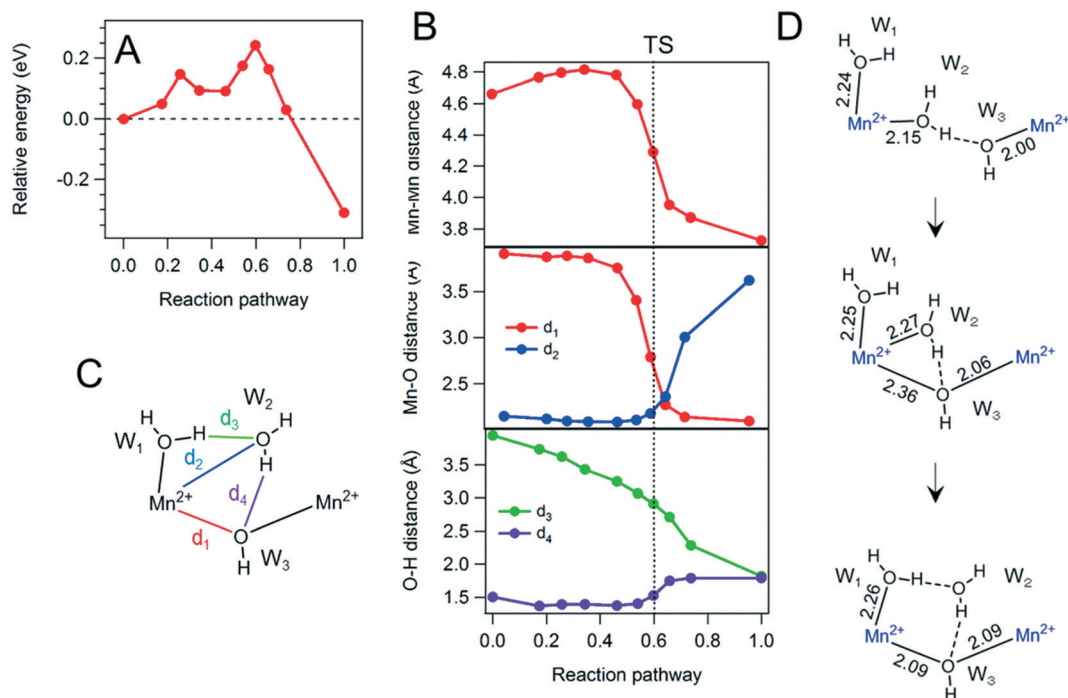 A
Relative energy (eV)
0.2
0.0
-0.2
0.0 0.2 0.4 0.6 0.8 1.0
Reaction pathway
B
TS
Mn-Mn distance (A)
4.8
4.6
4.4
4.2
4.0
3.8
Mn-O distance (A)
3.5
3.0
2.5
d₁
d₂
O-H distance (Å)
3.5
3.0
2.5
2.0
1.5
d₃
d₄
0.0 0.2 0.4 0.6 0.8 1.0
Reaction pathway
C
W₂
H
d₃
H
H O
W₁ O H
d₂
H
Mn²⁺
d₄
Mn²⁺
d₁
O
H
W₃
D
W₁
H
O H
W₂
2.24
H
W₃
Mn²⁺ O H Mn²⁺
2.15
O
2.00
H
W₁
H
O H
W₂
H
2.25
2.27
O
H
Mn²⁺ Mn²⁺
2.36
2.06
O
H
W₃
H
H
W₁ O H O W₂
H
2.26
Mn²⁺ 2.09 Mn²⁺
2.09
O
H
W₃